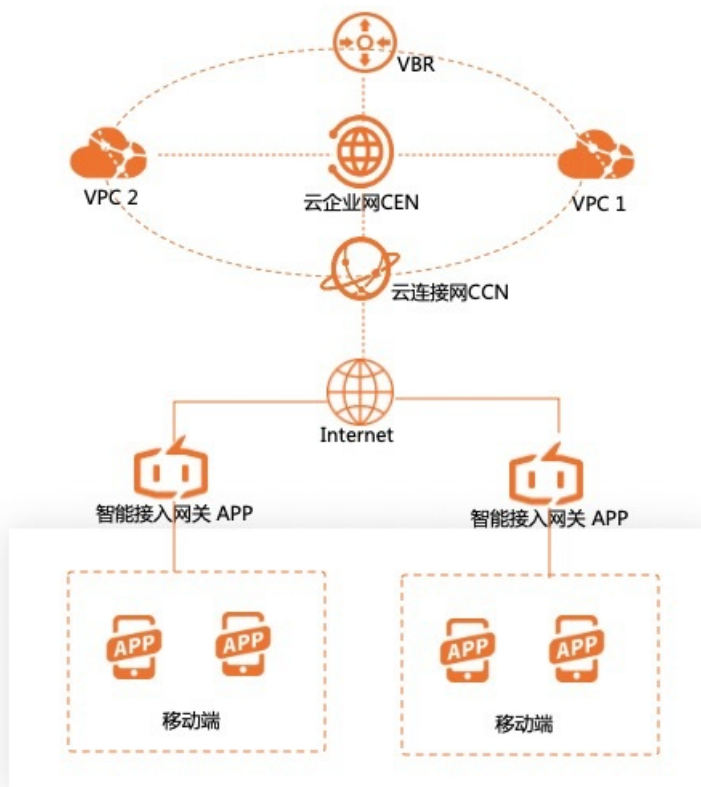 VBR
VPC 2
云企业网CEN
VPC 1
云连接网CCN
Internet
智能接入网关 APP
智能接入网关 APP
APP
APP
APP
APP
移动端
移动端